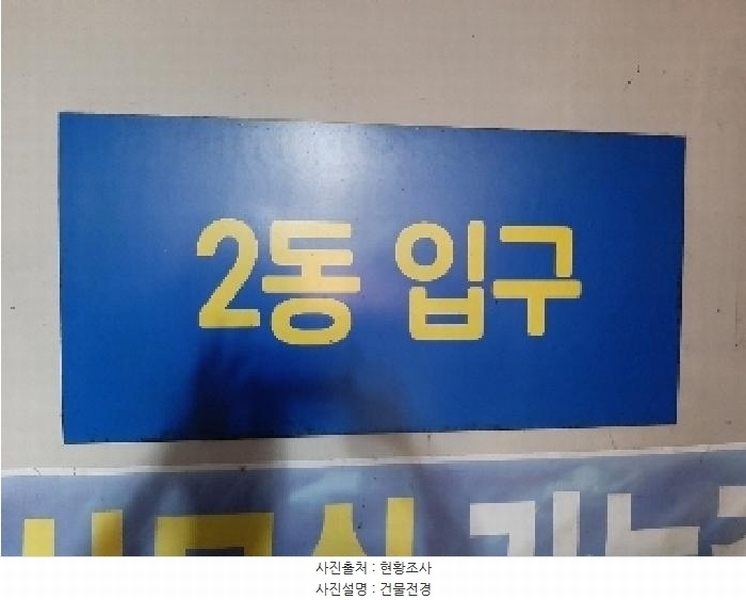 2동 입구
사진출처 : 현황조사
사진설명 : 건물전경